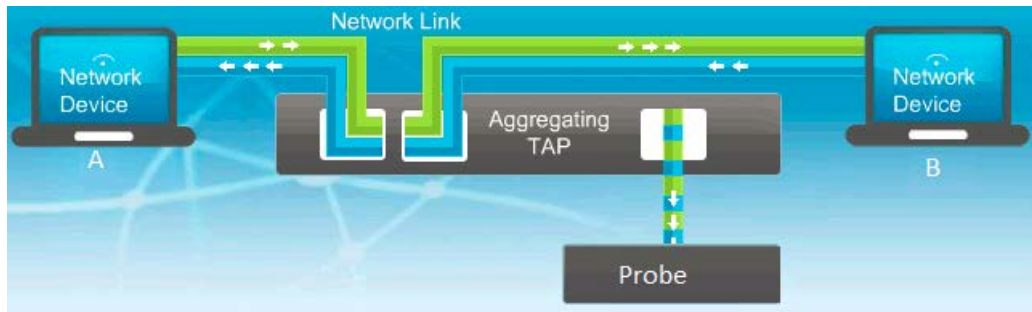 Network Link
Network
Device
A
Aggregating
TAP
Network
Device
B
Probe